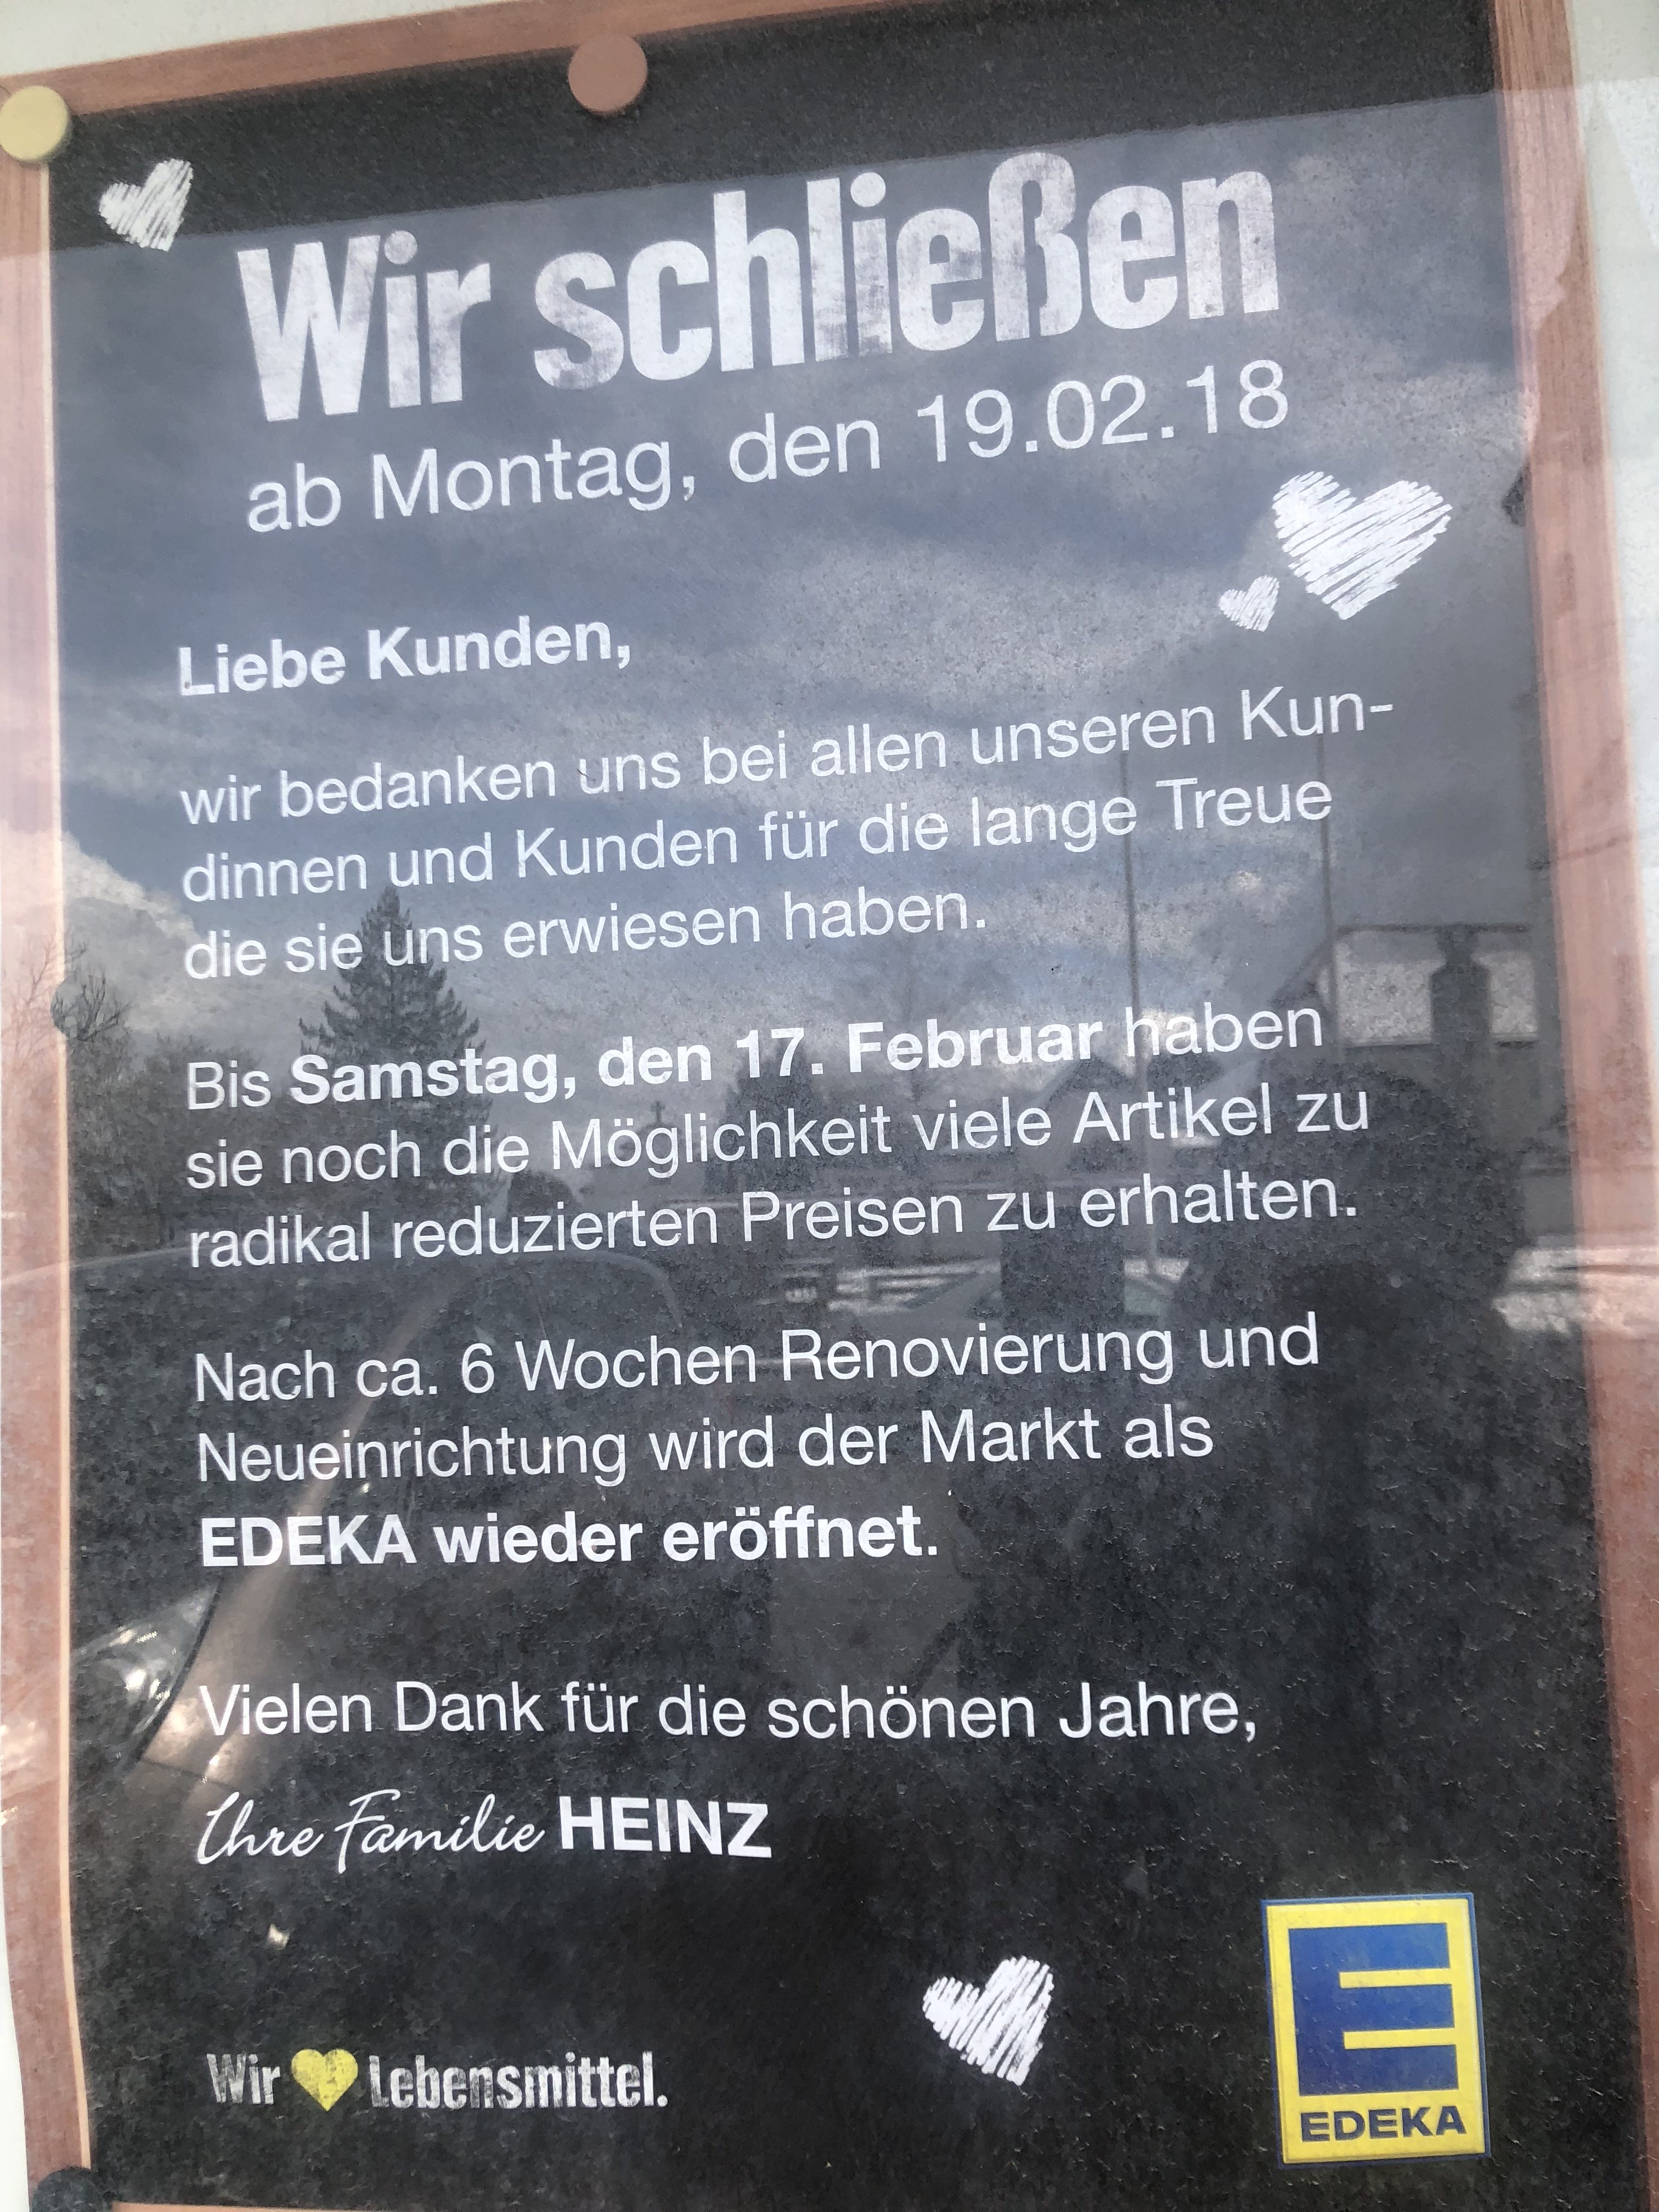 Wir schließen
ab Montag, den 19.02.18
Liebe Kunden,
wir bedanken uns bei allen unseren Kun-
dinnen und Kunden für die lange Treue
die sie uns erwiesen haben.
Bis Samstag, den 17. Februar haben
sie noch die Möglichkeit viele Artikel zu
radikal reduzierten Preisen zu erhalten.
Nach ca. 6 Wochen Renovierung und
Neueinrichtung wird der Markt als
EDEKA wieder eröffnet.
Vielen Dank für die schönen Jahre,
Ihre Familie HEINZ
Wir Lebensmittel.
E
EDEKA